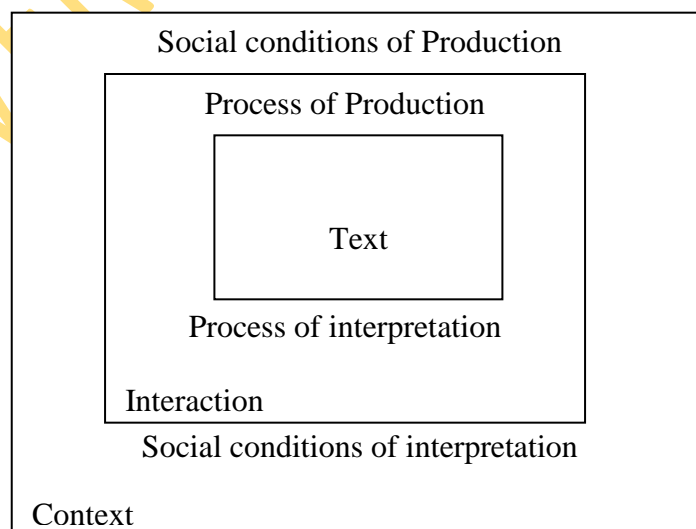 Social conditions of Production
Process of Production
Text
Process of interpretation
Interaction
Social conditions of interpretation
Context